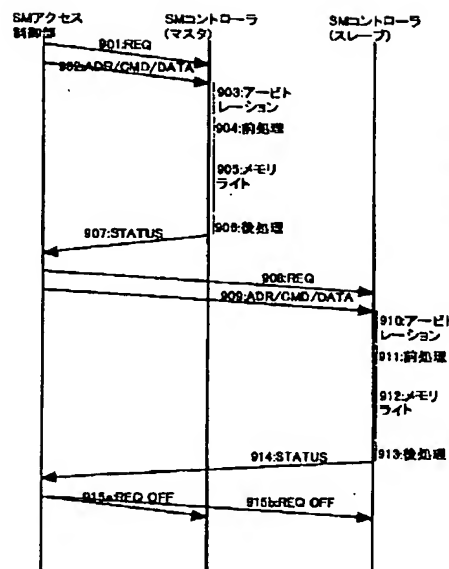 SMアクセス
制御部
SMコントローラ
(マスタ)
SMコントローラ
(スレーブ)
901:REQ
902:ADR/CMD/DATA
903:アービト
レーション
904:前処理
905:メモリ
ライト
906:後処理
907:STATUS
908:REQ
909:ADR/CMD/DATA
910:アービト
レーション
911:前処理
912:メモリ
ライト
913:後処理
914:STATUS
915a:REQ OFF
915b:REQ OFF